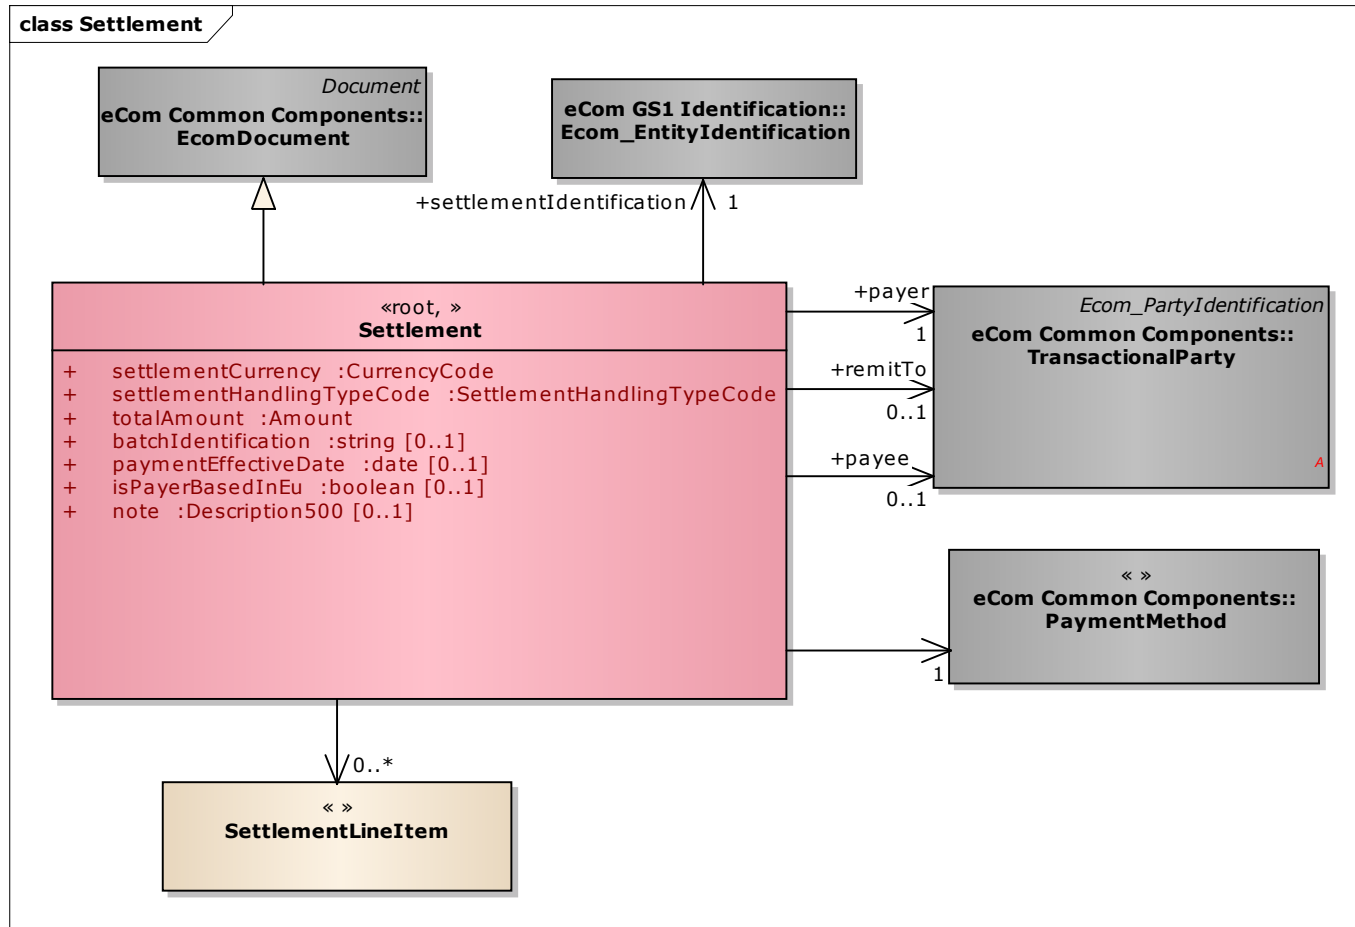 class Settlement
Document
eCom Common Components::
EcomDocument
eCom GS1 Identification::
Ecom_EntityIdentification
+settlementIdentification
1
«root, »
Settlement
+ settlementCurrency :CurrencyCode
+ settlementHandlingTypeCode :SettlementHandlingTypeCode
+ totalAmount :Amount
+ batchIdentification :string [0..1]
+ paymentEffectiveDate :date [0..1]
+ isPayerBasedInEu :boolean [0..1]
+ note :Description500 [0..1]
+payer
1
+remitTo
0..1
+payee
0..1
Ecom_PartyIdentification
eCom Common Components::
TransactionalParty
A
« »
eCom Common Components::
PaymentMethod
1
0..*
« »
SettlementLineItem